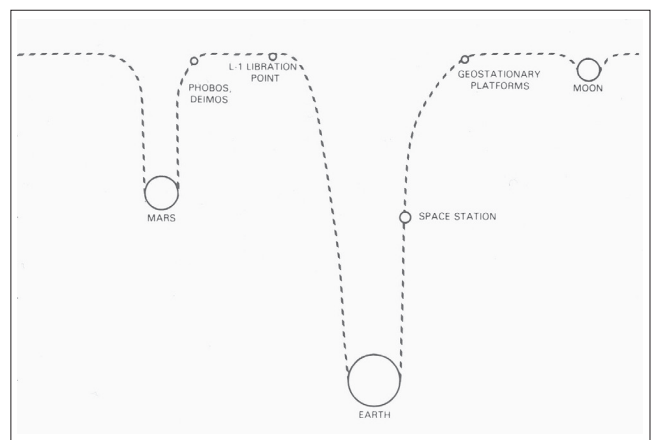 PHOBOS,
DEIMOS
L-1 LIBRATION
POINT
GEOSTATIONARY
PLATFORMS
MOON
MARS
SPACE STATION
EARTH